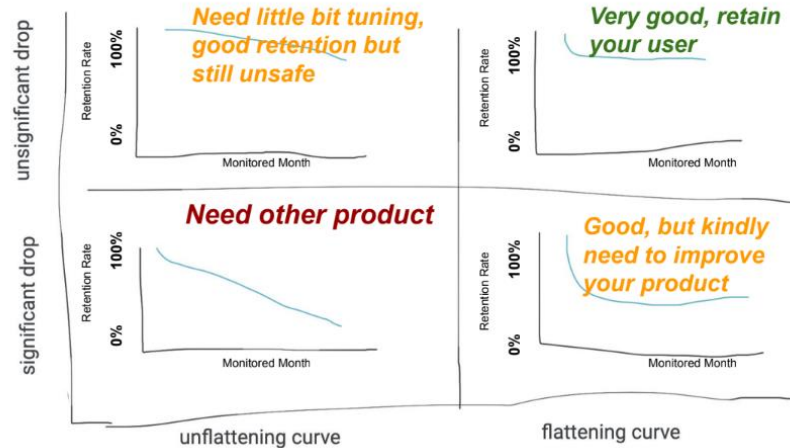 unsignificant drop
Retention Rate
100%
0%
Need little bit tuning,
good retention but
still unsafe
Monitored Month
Retention Rate
100%
0%
Very good, retain
your user
Monitored Month
significant drop
Retention Rate
100%
0%
Need other product
Monitored Month
Retention Rate
100%
0%
Good, but kindly
need to improve
your product
Monitored Month
unflattening curve
flattening curve